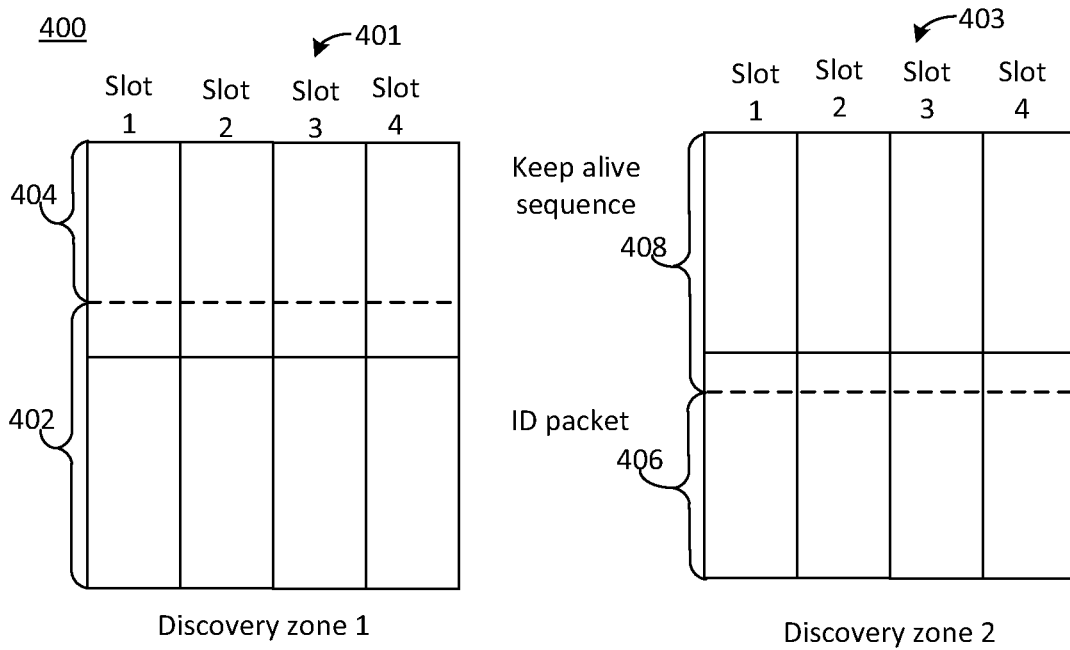 400
401
403
Slot 1
Slot 2
Slot 3
Slot 4
Slot 1
Slot 2
Slot 3
Slot 4
404
Keep alive
sequence
408
402
ID packet
406
Discovery zone 1
Discovery zone 2